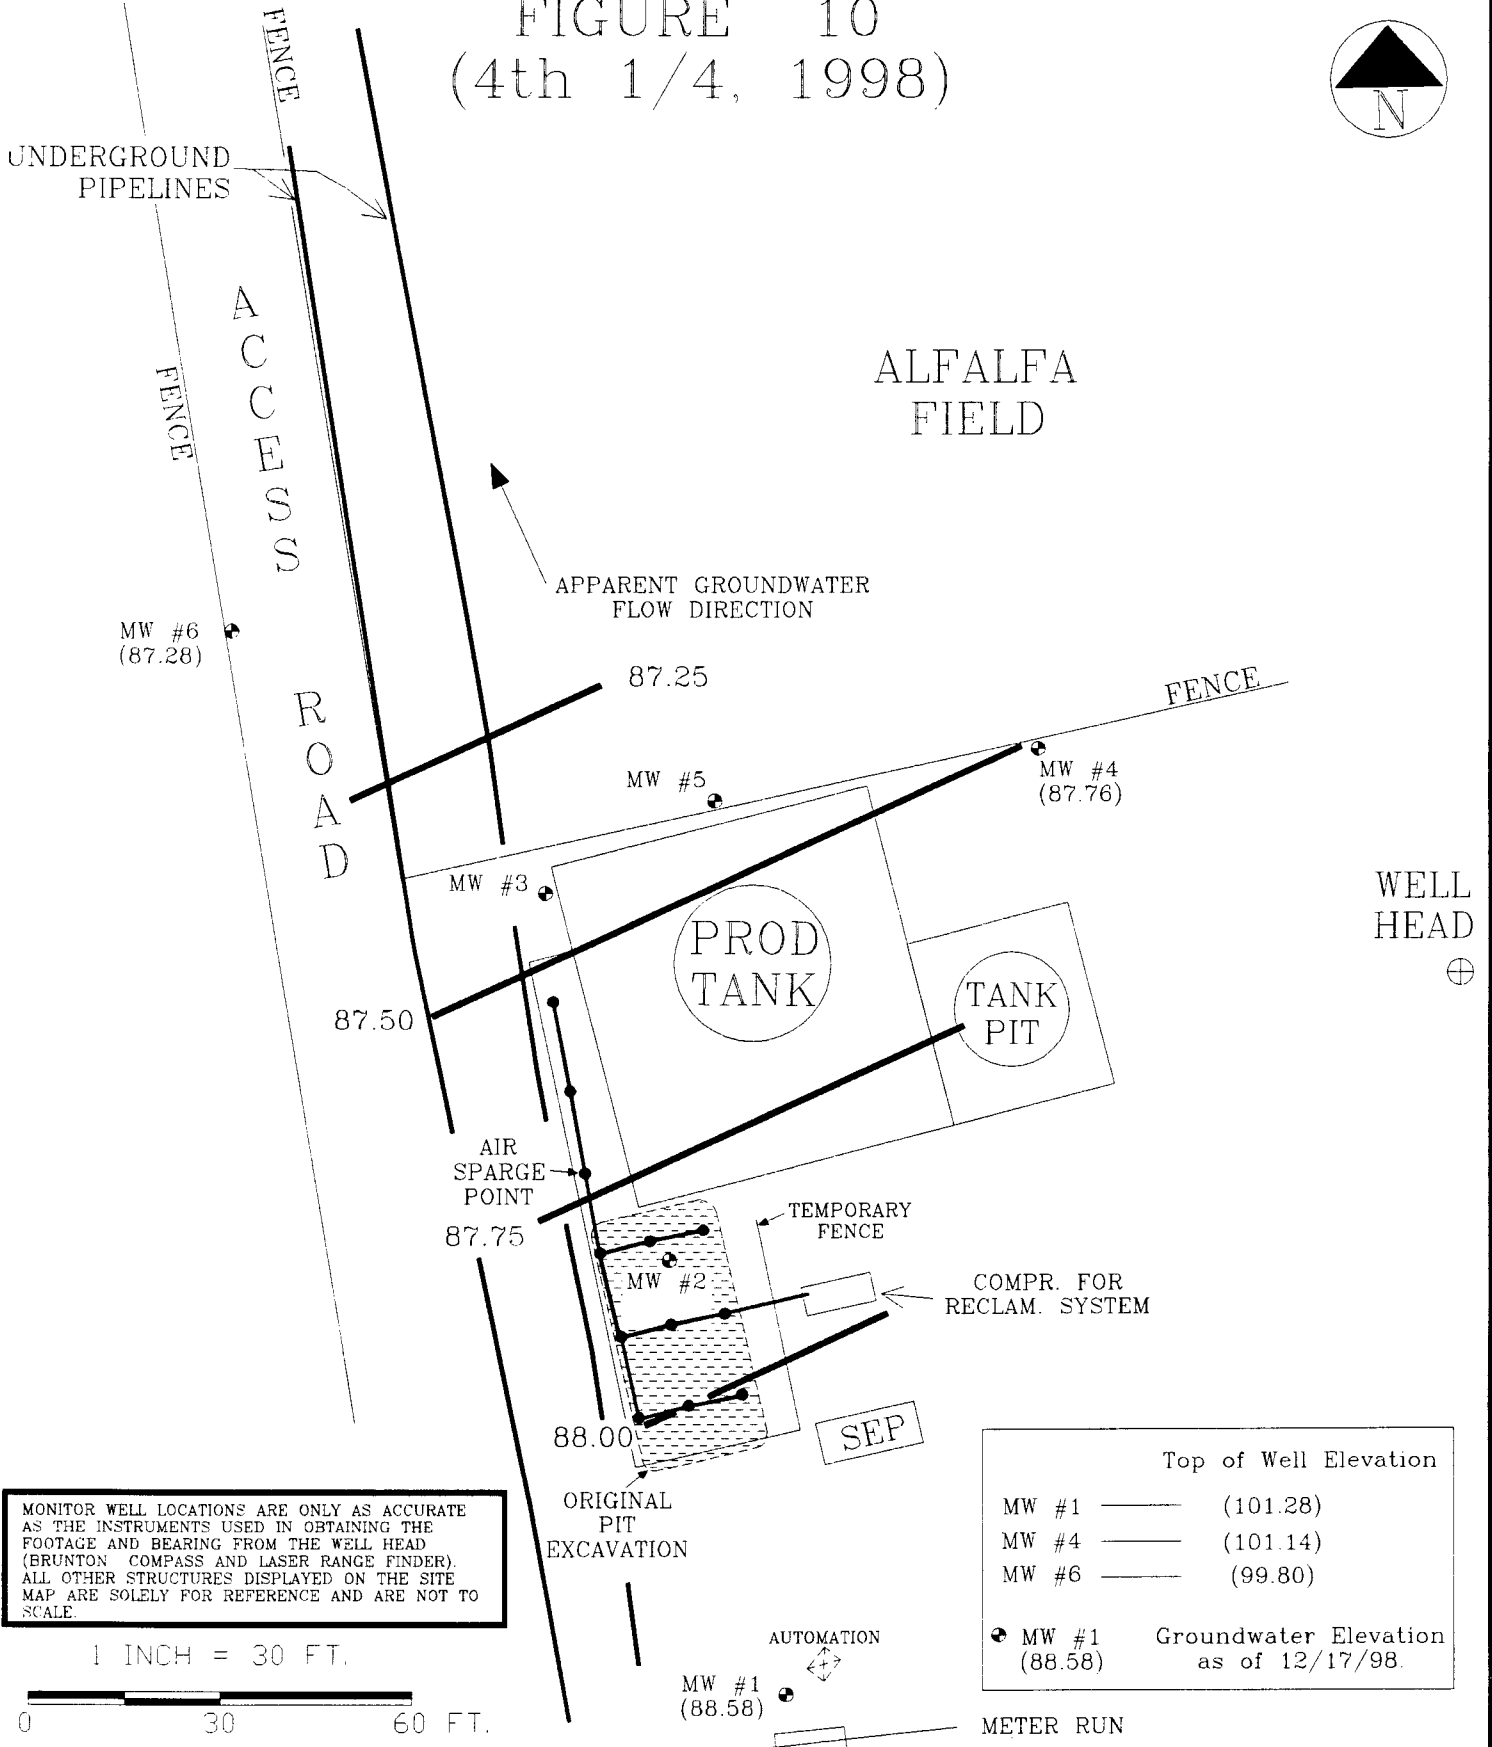 FIGURE 10
(4th 1/4, 1998)
N
FENCE
UNDERGROUND
PIPELINES
ACCESS
ROAD
FENCE
ALFALFA
FIELD
APPARENT GROUNDWATER
FLOW DIRECTION
MW #6
(87.28)
87.25
FENCE
MW #5
MW #4
(87.76)
MW #3
WELL
HEAD
PROD
TANK
TANK
PIT
87.50
AIR
SPARGE
POINT
87.75
TEMPORARY
FENCE
MW #2
COMPR. FOR
RECLAM. SYSTEM
88.00
SEP
ORIGINAL
PIT
EXCAVATION
Top of Well Elevation
MW #1 (101.28)
MW #4 (101.14)
MW #6 (99.80)
MW #1 Groundwater Elevation
(88.58) as of 12/17/98.
MONITOR WELL LOCATIONS ARE ONLY AS ACCURATE
AS THE INSTRUMENTS USED IN OBTAINING THE
FOOTAGE AND BEARING FROM THE WELL HEAD
(BRUNTON COMPASS AND LASER RANGE FINDER).
ALL OTHER STRUCTURES DISPLAYED ON THE SITE
MAP ARE SOLELY FOR REFERENCE AND ARE NOT TO
SCALE.
1 INCH = 30 FT.
0 30 60 FT.
AUTOMATION
MW #1
(88.58)
METER RUN